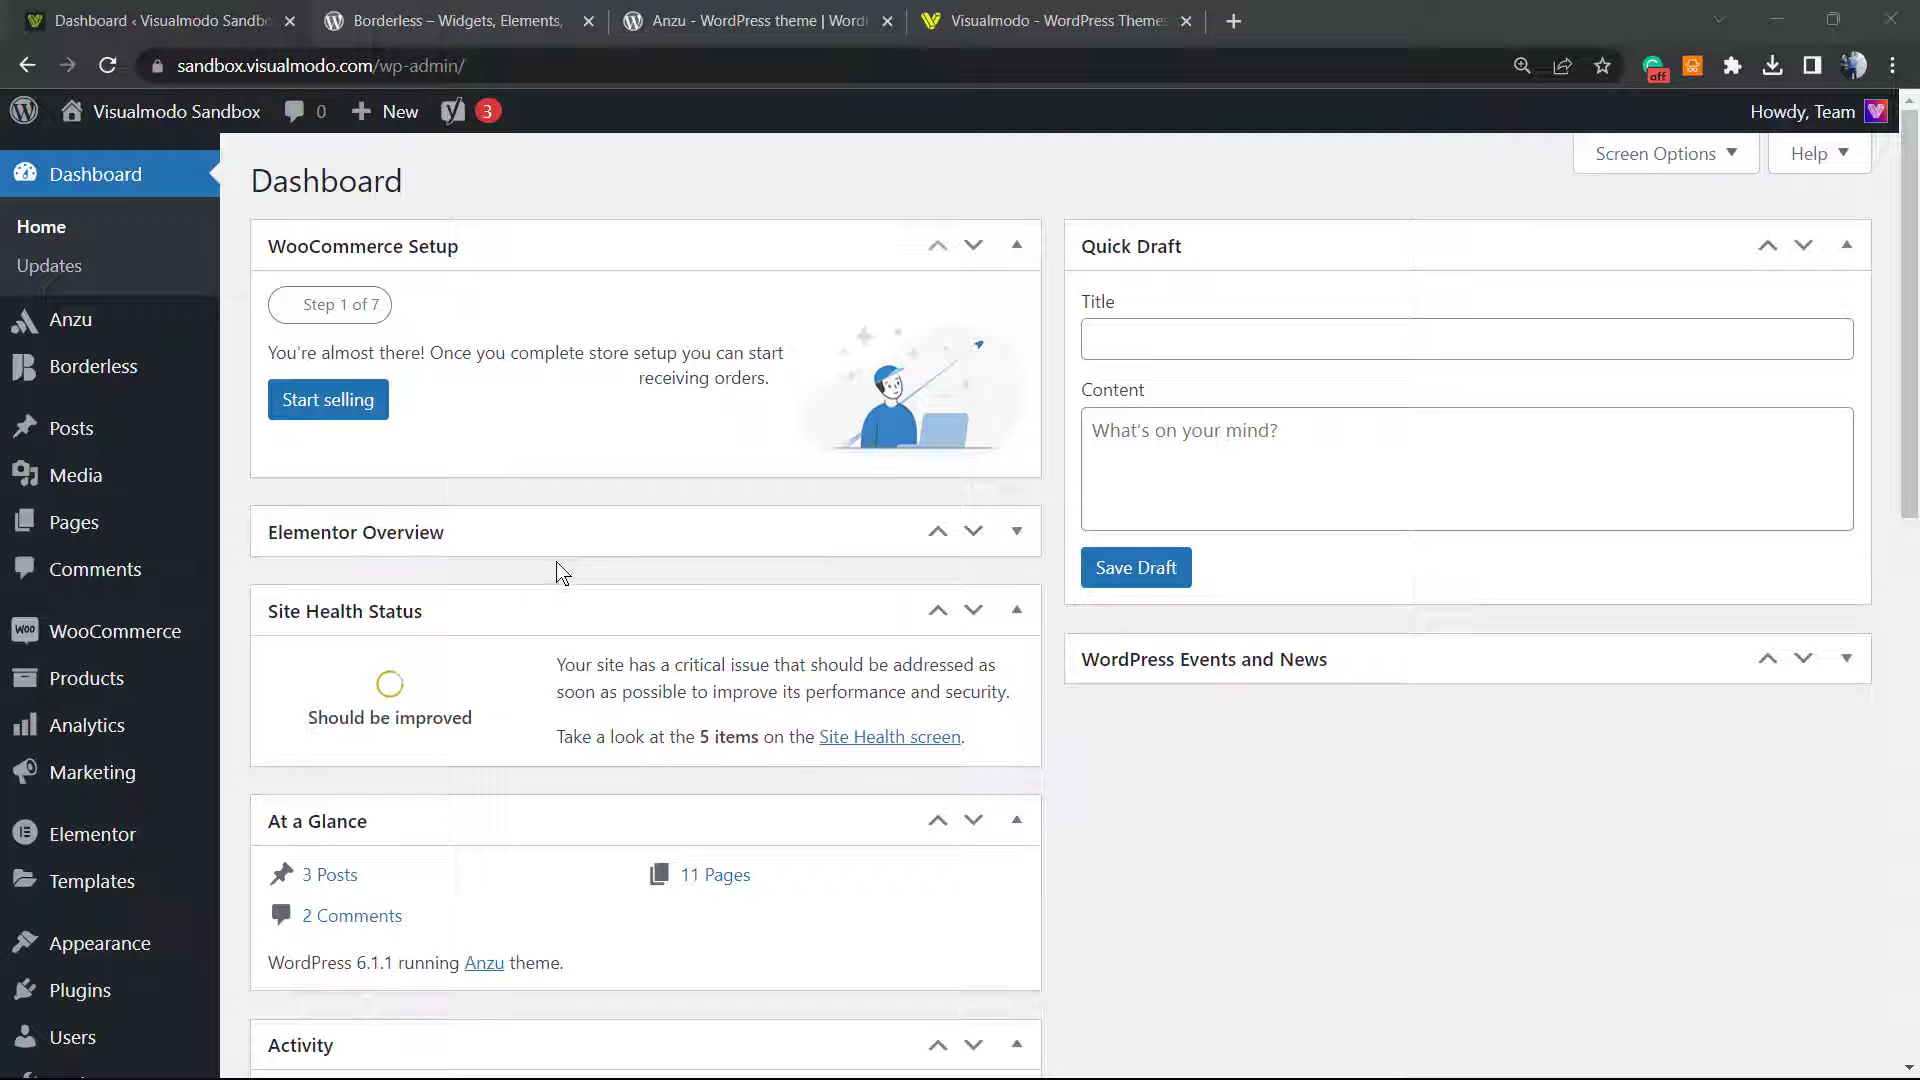 Dashboard ‹ Visualmodo Sandb
Borderless – Widgets, Elements,
Anzu - WordPress theme | Word
Visualmodo - WordPress Themes
sandbox.visualmodo.com/wp-admin/
off
Visualmodo Sandbox
0
New
3
Howdy, Team
Dashboard
Home
Updates
Anzu
Borderless
Posts
Media
Pages
Comments
WooCommerce
Products
Analytics
Marketing
Elementor
Templates
Appearance
Plugins
Users
Screen Options
Help
Dashboard
WooCommerce Setup
Step 1 of 7
You're almost there! Once you complete store setup you can start
receiving orders.
Start selling
Elementor Overview
Site Health Status
Should be improved
Your site has a critical issue that should be addressed as
soon as possible to improve its performance and security.
Take a look at the 5 items on the Site Health screen.
At a Glance
3 Posts
11 Pages
2 Comments
WordPress 6.1.1 running Anzu theme.
Activity
Quick Draft
Title
Content
What's on your mind?
Save Draft
WordPress Events and News